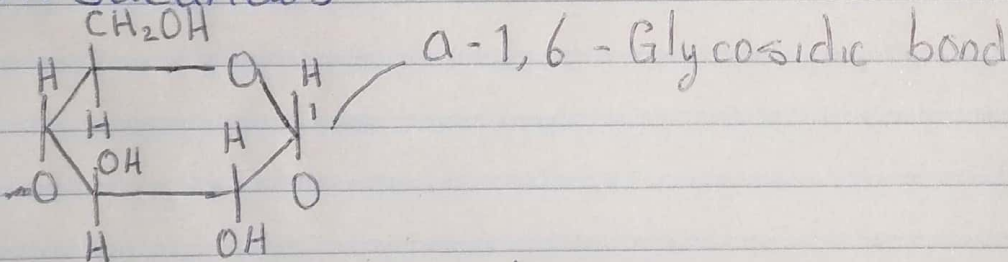 CH₂OH
a-1,6-Glycosidic bond
H O H
H H 1
OH
-O O
H OH